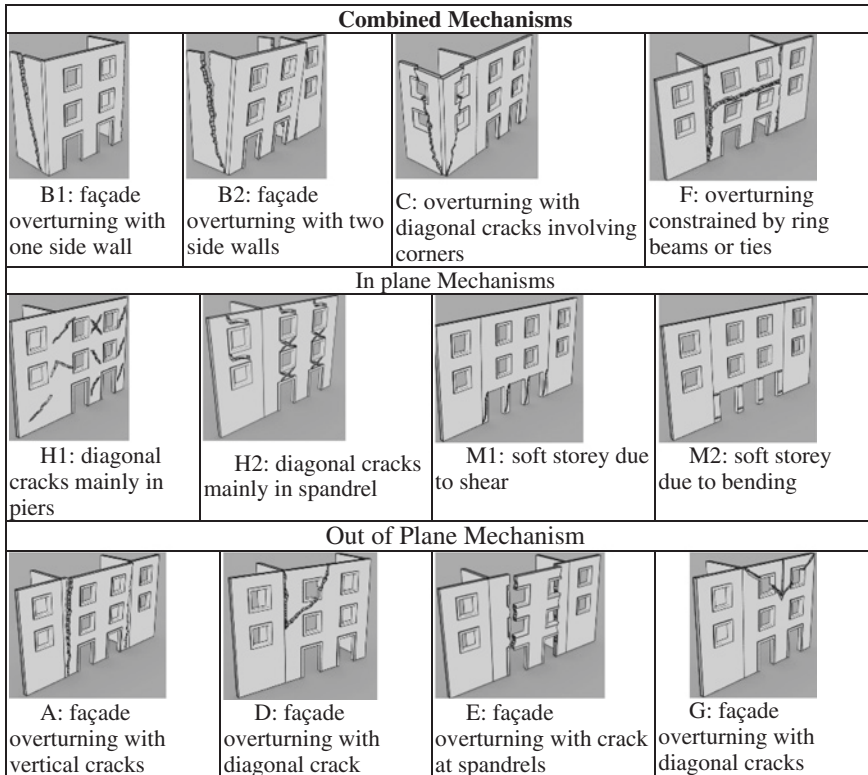 Combined Mechanisms
B1: façade
overturning with
one side wall
B2: façade
overturning with two
side walls
C: overturning with
diagonal cracks involving
corners
F: overturning
constrained by ring
beams or ties
In plane Mechanisms
H1: diagonal
cracks mainly in
piers
H2: diagonal cracks
mainly in spandrel
M1: soft storey due
to shear
M2: soft storey
due to bending
Out of Plane Mechanism
A: façade
overturning with
vertical cracks
D: façade
overturning with
diagonal crack
E: façade
overturning with crack
at spandrels
G: façade
overturning with
diagonal cracks